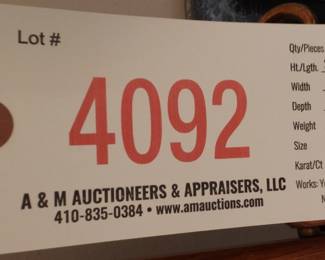 Lot #
4092
A & M AUCTIONEERS & APPRAISERS, LLC
410-835-0384 • www.amauctions.com
Qty/Pieces
Ht./Lgth.
Width
Depth
Weight
Size
Karat/Ct
Works: